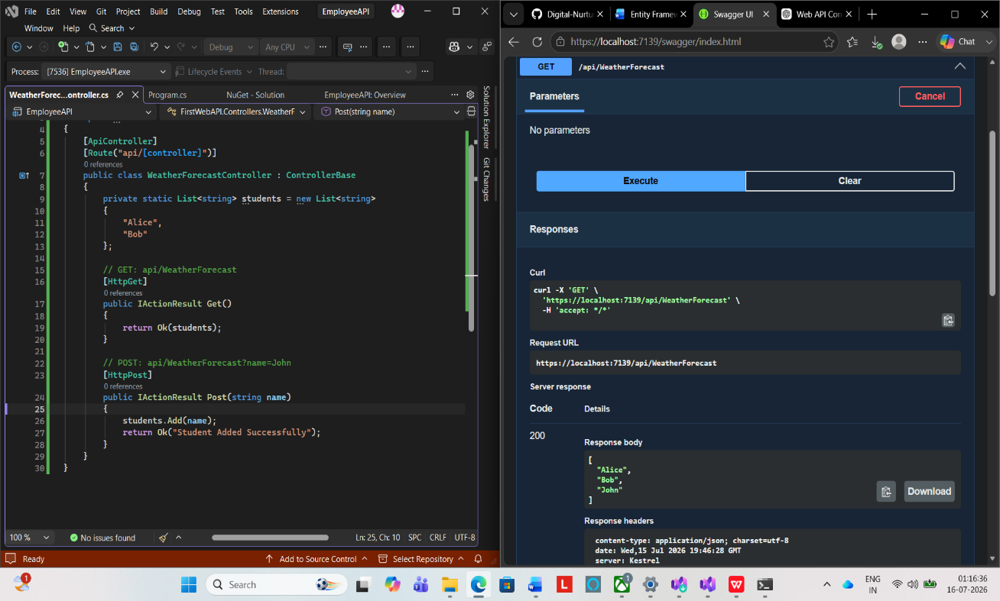 File Edit View Git Project Build Debug Test Tools Extensions EmployeeAPI
Window Help Search
Debug Any CPU
Process: [7536] EmployeeAPI.exe Lifecycle Events Thread:
WeatherForec...ontroller.cs Program.cs NuGet - Solution EmployeeAPI: Overview
EmployeeAPI FirstWebAPI.Controllers.WeatherF Post(string name)
4 {
5 [ApiController]
6 [Route("api/[controller]")]
0 references
7 public class WeatherForecastController : ControllerBase
8 {
9 private static List<string> students = new List<string>
10 {
11 "Alice",
12 "Bob"
13 };
14
15 // GET: api/WeatherForecast
16 [HttpGet]
0 references
17 public IActionResult Get()
18 {
19 return Ok(students);
20 }
21
22 // POST: api/WeatherForecast?name=John
23 [HttpPost]
0 references
24 public IActionResult Post(string name)
25 {
26 students.Add(name);
27 return Ok("Student Added Successfully");
28 }
29 }
30 }
100 % No issues found Ln: 25, Ch: 10 SPC CRLF UTF-8
Ready Add to Source Control Select Repository
Solution Explorer
Git Changes
Digital-Nurtu Entity Framew Swagger UI Web API Con
https://localhost:7139/swagger/index.html Chat
GET /api/WeatherForecast
Parameters Cancel
No parameters
Execute Clear
Responses
Curl
curl -X 'GET' \
'https://localhost:7139/api/WeatherForecast' \
-H 'accept: */*'
Request URL
https://localhost:7139/api/WeatherForecast
Server response
Code Details
200
Response body
[
"Alice",
"Bob",
"John"
]
Download
Response headers
content-type: application/json; charset=utf-8
date: Wed,15 Jul 2026 19:46:28 GMT
server: Kestrel
1 Search L 1 W ENG 01:16:36
IN 16-07-2026